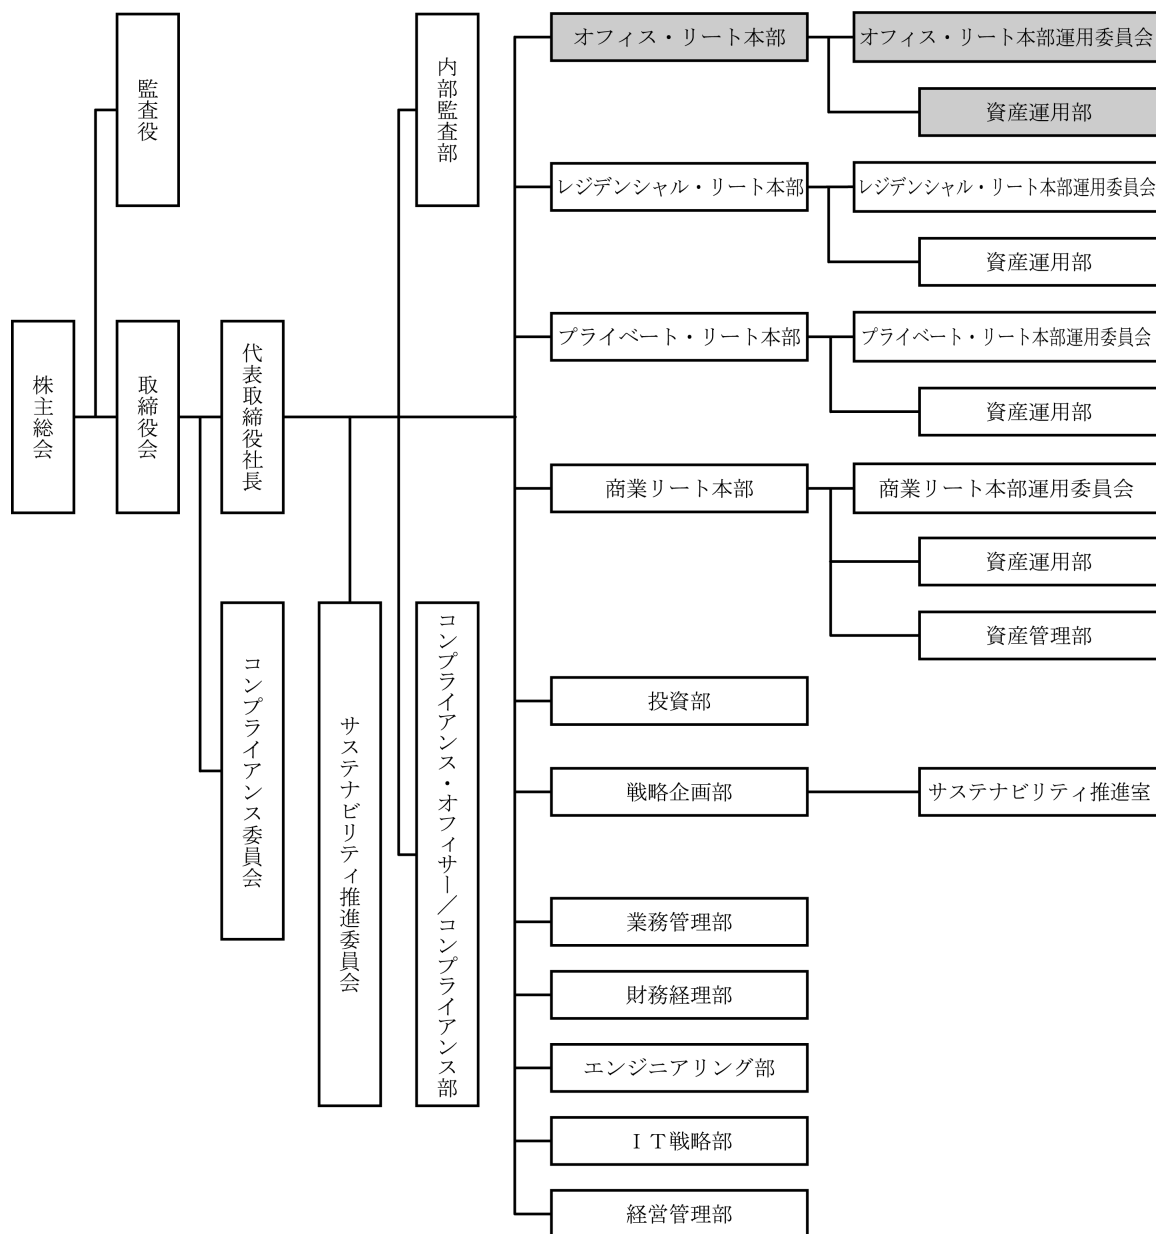 株主総会
監査役
取締役会
代表取締役社長
コンプライアンス委員会
サステナビリティ推進委員会
内部監査部
コンプライアンス・オフィサー／コンプライアンス部
オフィス・リート本部
オフィス・リート本部運用委員会
資産運用部
レジデンシャル・リート本部
レジデンシャル・リート本部運用委員会
資産運用部
プライベート・リート本部
プライベート・リート本部運用委員会
資産運用部
商業リート本部
商業リート本部運用委員会
資産運用部
資産管理部
投資部
戦略企画部
サステナビリティ推進室
業務管理部
財務経理部
エンジニアリング部
ＩＴ戦略部
経営管理部